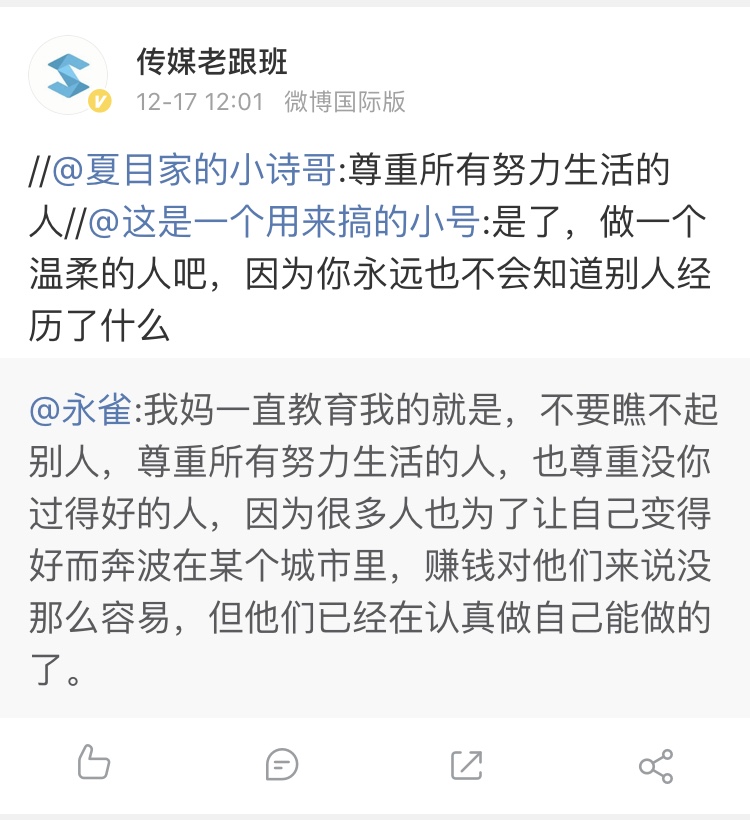 传媒老跟班
12-17 12:01 微博国际版
//@夏目家的小诗哥:尊重所有努力生活的
人//@这是一个用来搞的小号:是了，做一个
温柔的人吧，因为你永远也不会知道别人经
历了什么
@永雀:我妈一直教育我的就是，不要瞧不起
别人，尊重所有努力生活的人，也尊重没你
过得好的人，因为很多人也为了让自己变得
好而奔波在某个城市里，赚钱对他们来说没
那么容易，但他们已经在认真做自己能做的
了。